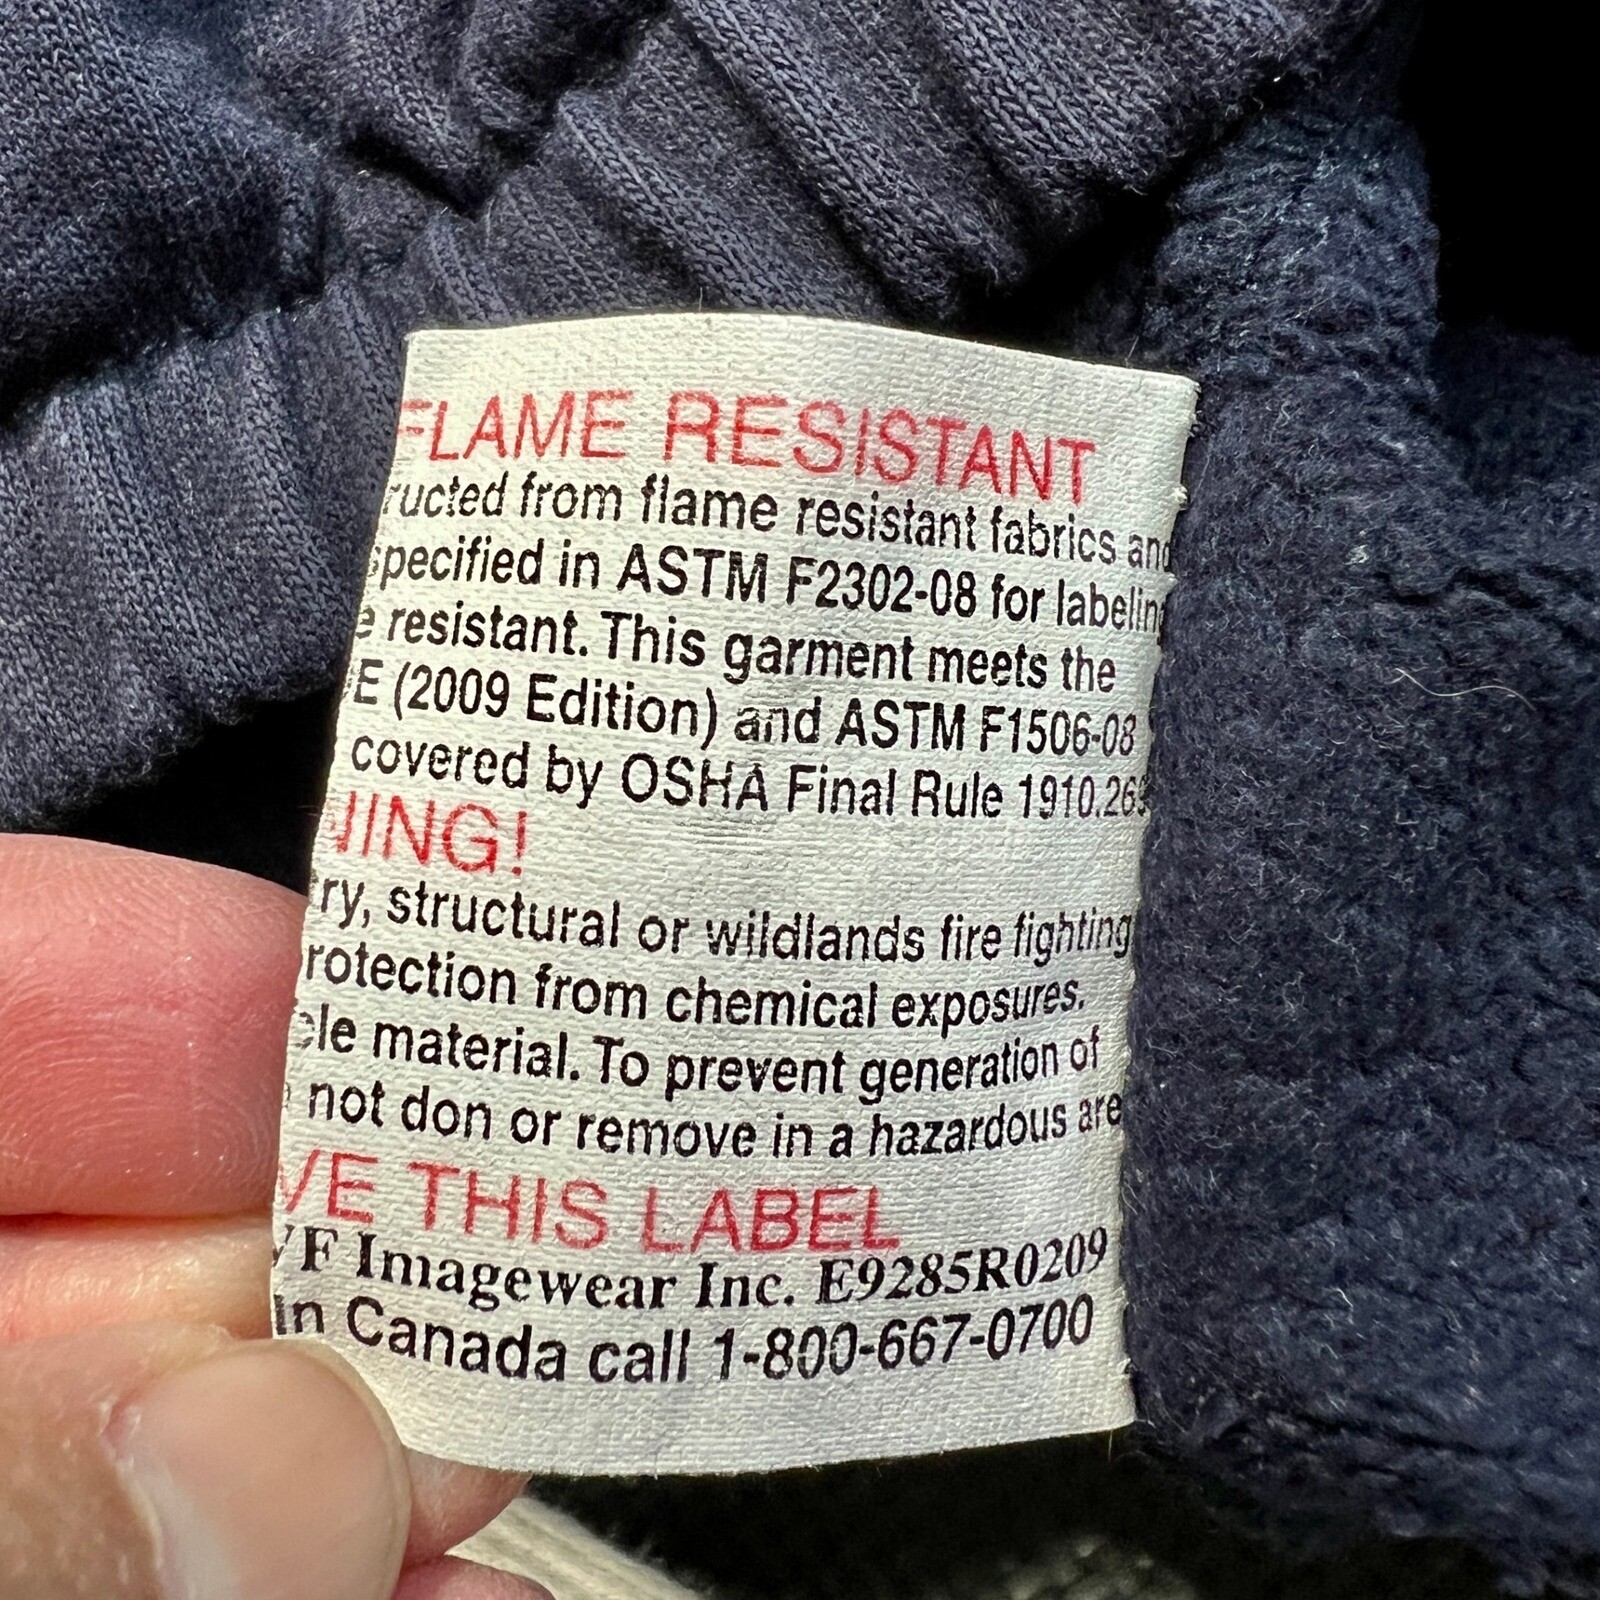 FLAME RESISTANT
ructed from flame resistant fabrics and
specified in ASTM F2302-08 for labeling
e resistant. This garment meets the
E (2009 Edition) and ASTM F1506-08
covered by OSHA Final Rule 1910.269
NING!
ry, structural or wildlands fire fighting
rotection from chemical exposures.
cle material. To prevent generation of
not don or remove in a hazardous are
VE THIS LABEL
VF Imagewear Inc. E9285R0209
in Canada call 1-800-667-0700